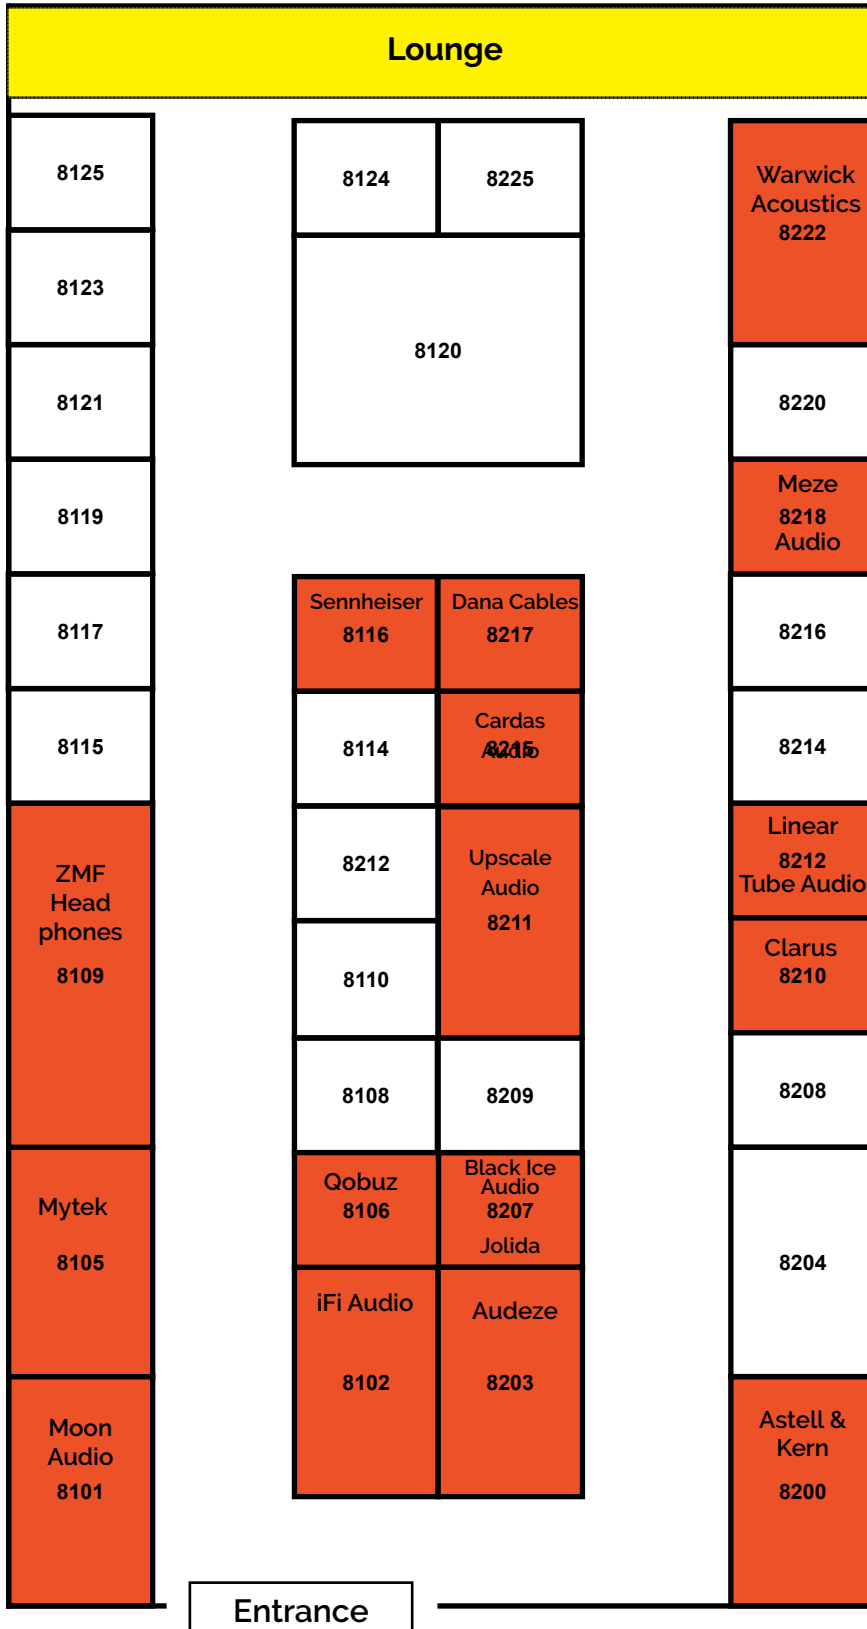 Lounge
8125
8123
8121
8119
8117
8115
ZMF
Head
phones
8109
Mytek
8105
Moon
Audio
8101
8124
8225
8120
Sennheiser
8116
Dana Cables
8217
8114
Cardas
Audio
8215
8212
Upscale
Audio
8211
8110
8108
8209
Qobuz
8106
Black Ice
Audio
8207
Jolida
iFi Audio
8102
Audeze
8203
Warwick
Acoustics
8222
8220
Meze
8218
Audio
8216
8214
Linear
8212
Tube Audio
Clarus
8210
8208
8204
Astell &
Kern
8200
Entrance